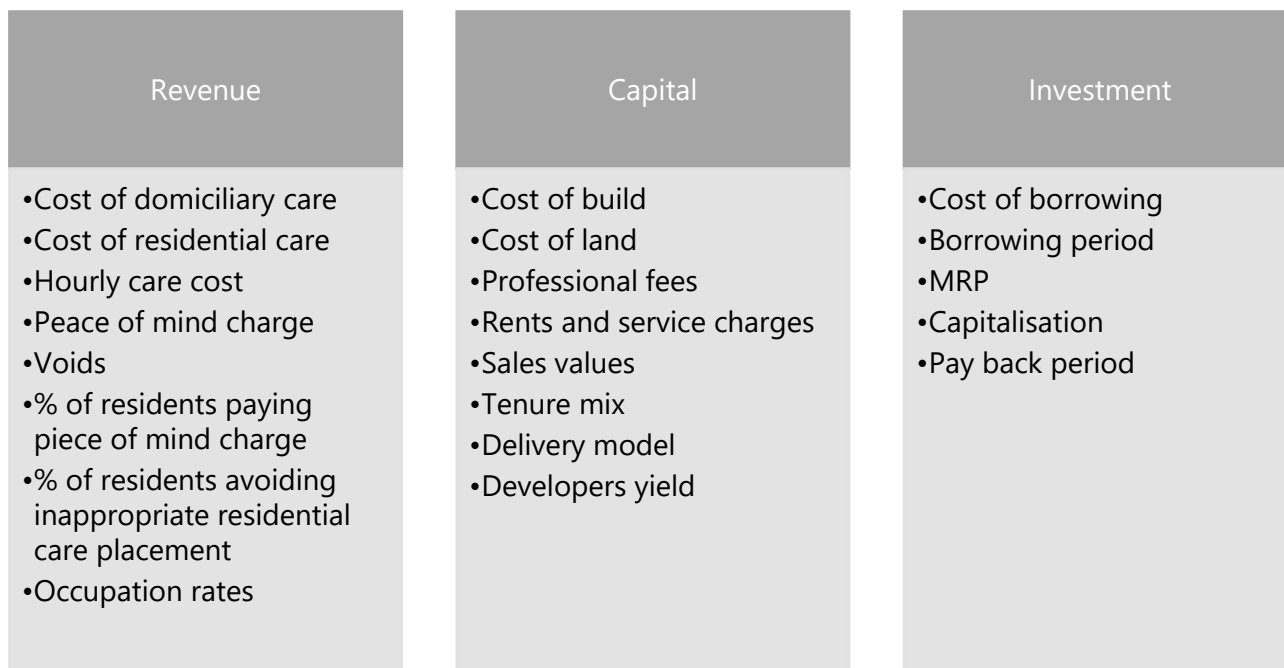 Revenue
•Cost of domiciliary care
•Cost of residential care
•Hourly care cost
•Peace of mind charge
•Voids
•% of residents paying
piece of mind charge
•% of residents avoiding
inappropriate residential
care placement
•Occupation rates
Capital
•Cost of build
•Cost of land
•Professional fees
•Rents and service charges
•Sales values
•Tenure mix
•Delivery model
•Developers yield
Investment
•Cost of borrowing
•Borrowing period
•MRP
•Capitalisation
•Pay back period